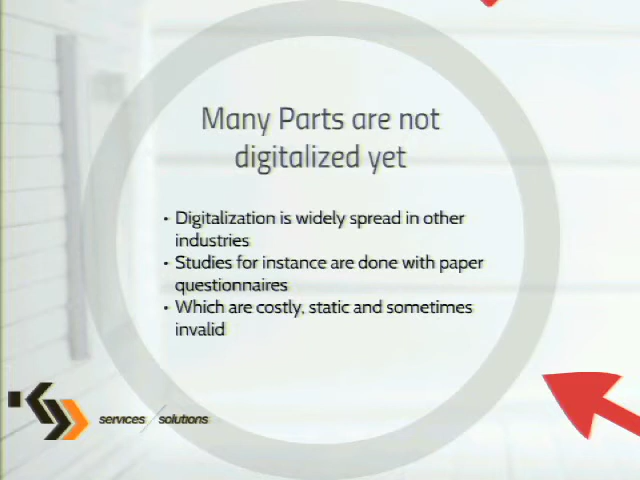 Many Parts are not
digitalized yet
• Digitalization is widely spread in other
industries
• Studies for instance are done with paper
questionnaires
• Which are costly, static and sometimes
invalid
services / solutions